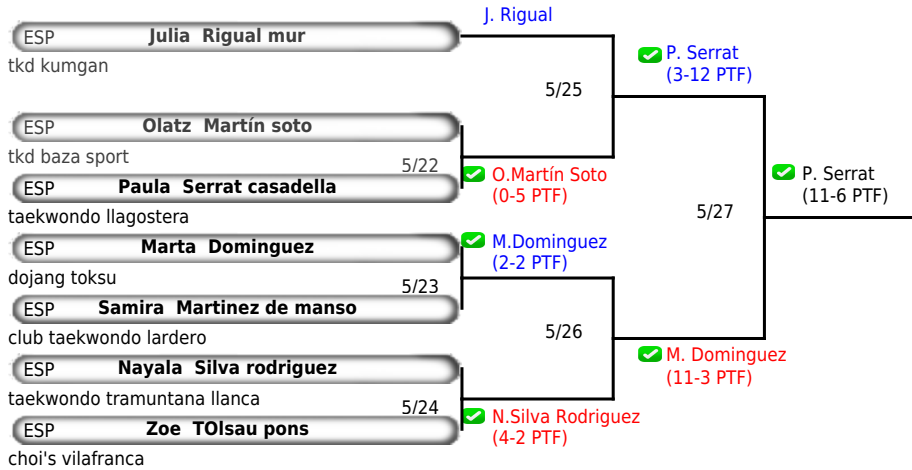 J. Rigual
ESP Julia Rigual mur
tkd kumgan
P. Serrat
(3-12 PTF)
5/25
ESP Olatz Martín soto
tkd baza sport
5/22
O.Martín Soto
(0-5 PTF)
ESP Paula Serrat casadella
taekwondo llagostera
P. Serrat
(11-6 PTF)
5/27
ESP Marta Dominguez
dojang toksu
M.Dominguez
(2-2 PTF)
5/23
ESP Samira Martinez de manso
club taekwondo lardero
5/26
M. Dominguez
(11-3 PTF)
ESP Nayala Silva rodriguez
taekwondo tramuntana llanca
5/24
N.Silva Rodriguez
(4-2 PTF)
ESP Zoe TOlsau pons
choi's vilafranca